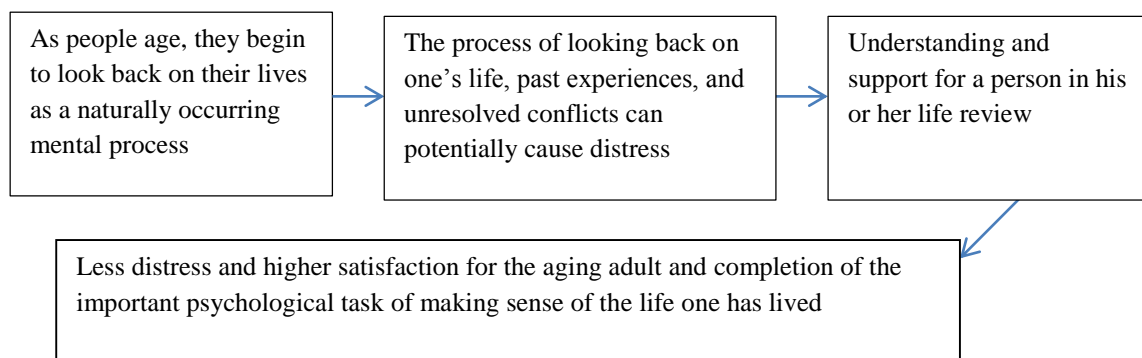 As people age, they begin
to look back on their lives
as a naturally occurring
mental process
The process of looking back on
one’s life, past experiences, and
unresolved conflicts can
potentially cause distress
Understanding and
support for a person in his
or her life review
Less distress and higher satisfaction for the aging adult and completion of the
important psychological task of making sense of the life one has lived